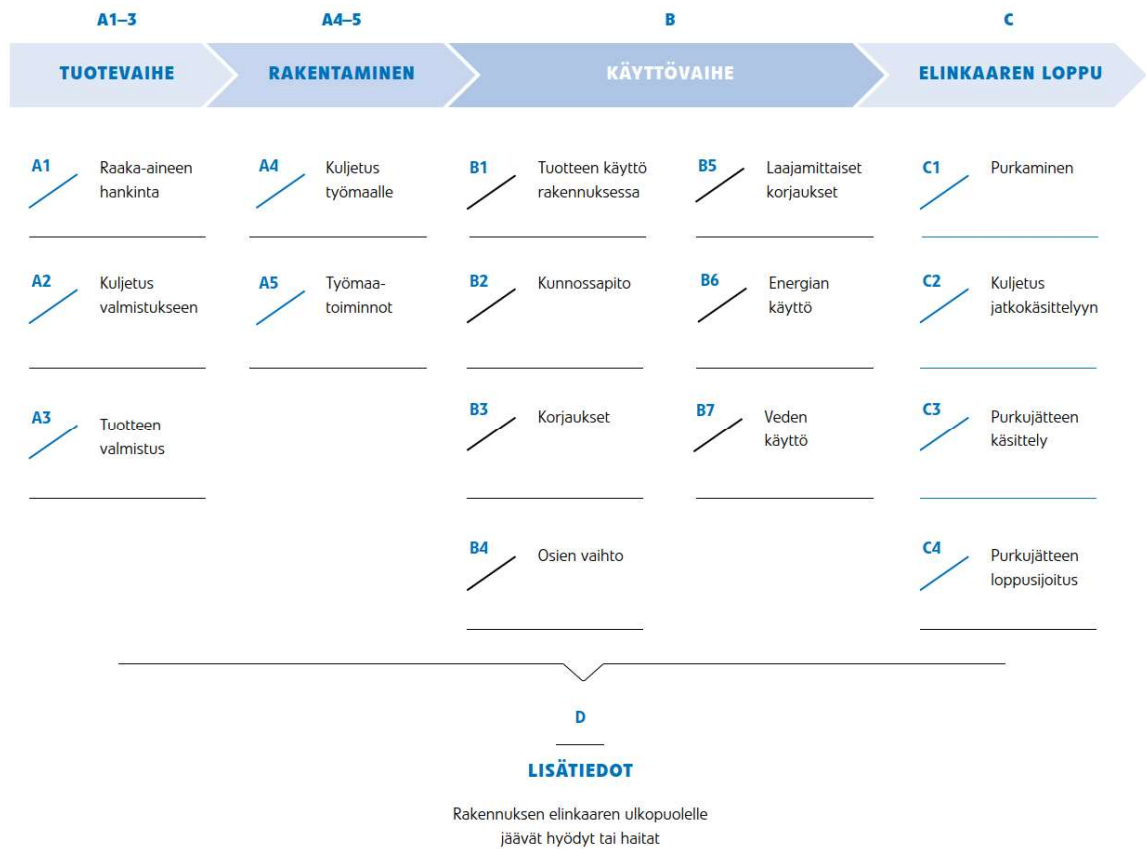 A1–3
A4–5
B
C
TUOTEVAIHE
RAKENTAMINEN
KÄYTTÖVAIHE
ELINKAAREN LOPPU
A1
Raaka-aineen
hankinta
A2
Kuljetus
valmistukseen
A3
Tuotteen
valmistus
A4
Kuljetus
työmaalle
A5
Työmaa-
toiminnot
B1
Tuotteen käyttö
rakennuksessa
B2
Kunnossapito
B3
Korjaukset
B4
Osien vaihto
B5
Laajamittaiset
korjaukset
B6
Energian
käyttö
B7
Veden
käyttö
C1
Purkaminen
C2
Kuljetus
jatkokäsittelyyn
C3
Purkujätteen
käsittely
C4
Purkujätteen
loppusijoitus
D
LISÄTIEDOT
Rakennuksen elinkaaren ulkopuolelle
jäävät hyödyt tai haitat